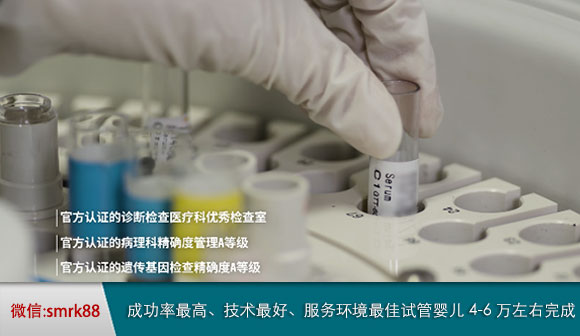 Serum
官方认证的诊断检查医疗科优秀检查室
官方认证的病理科精确度管理A等级
官方认证的遗传基因检查精确度A等级
微信:smrk88
成功率最高、技术最好、服务环境最佳试管婴儿 4-6 万左右完成